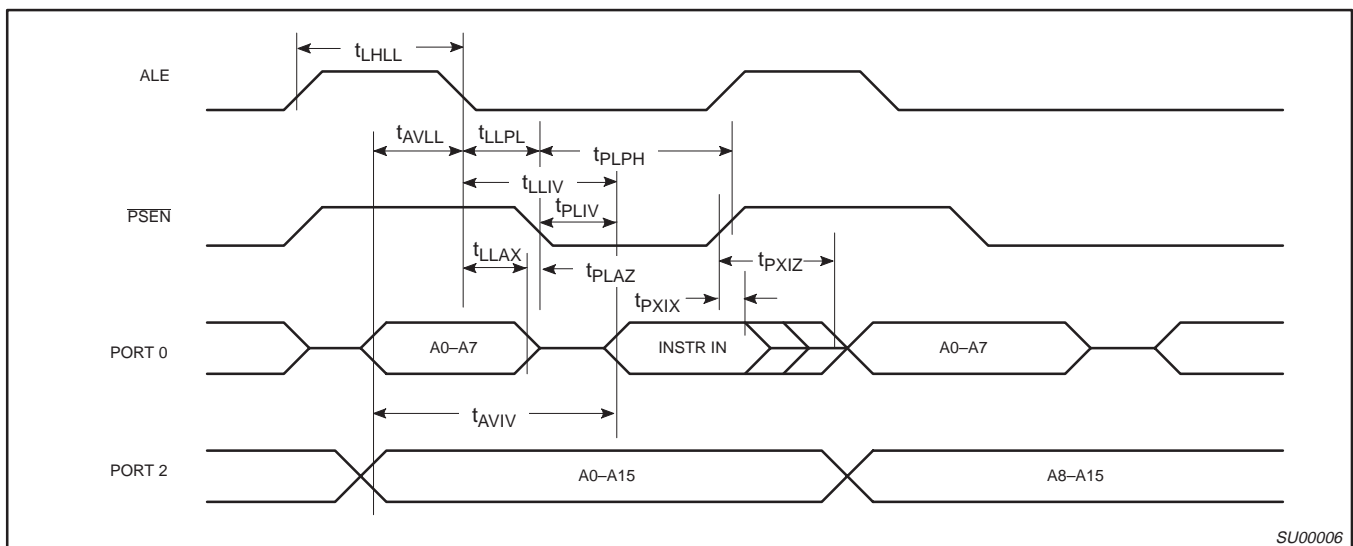 tLHLL
ALE
tAVLL tLLPL tPLPH
tLLIV
PSEN
tPLIV
tLLAX tPLAZ tPXIZ
tPXIX
PORT 0 A0–A7 INSTR IN A0–A7
tAVIV
PORT 2 A0–A15 A8–A15
SU00006